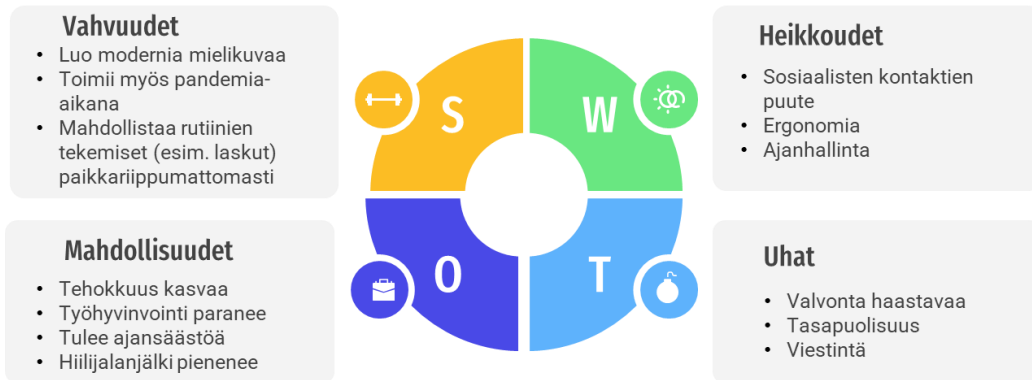 Vahvuudet
• Luo modernia mielikuvaa
• Toimii myös pandemia-
aikana
• Mahdollistaa rutiinien
tekemiset (esim. laskut)
paikkariippumattomasti
S
W
Heikkoudet
• Sosiaalisten kontaktien
puute
• Ergonomia
• Ajanhallinta
Mahdollisuudet
• Tehokkuus kasvaa
• Työhyvinvointi paranee
• Tulee ajansäästöä
• Hiilijalanjälki pienenee
O
T
Uhat
• Valvonta haastavaa
• Tasapuolisuus
• Viestintä